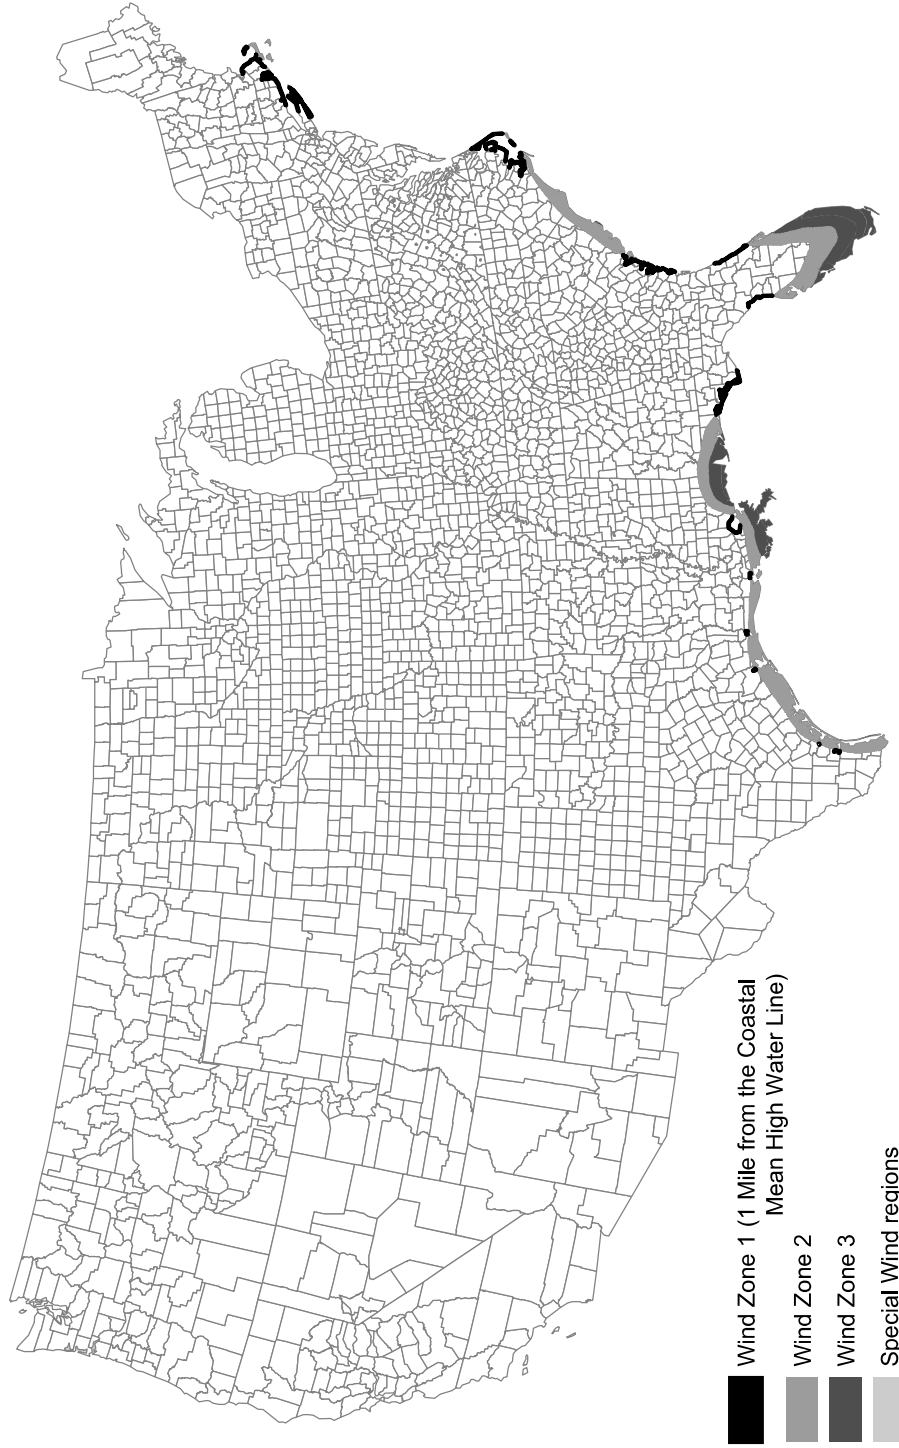 Wind Zone 1 (1 Mile from the Coastal
Mean High Water Line)
Wind Zone 2
Wind Zone 3
Special Wind regions